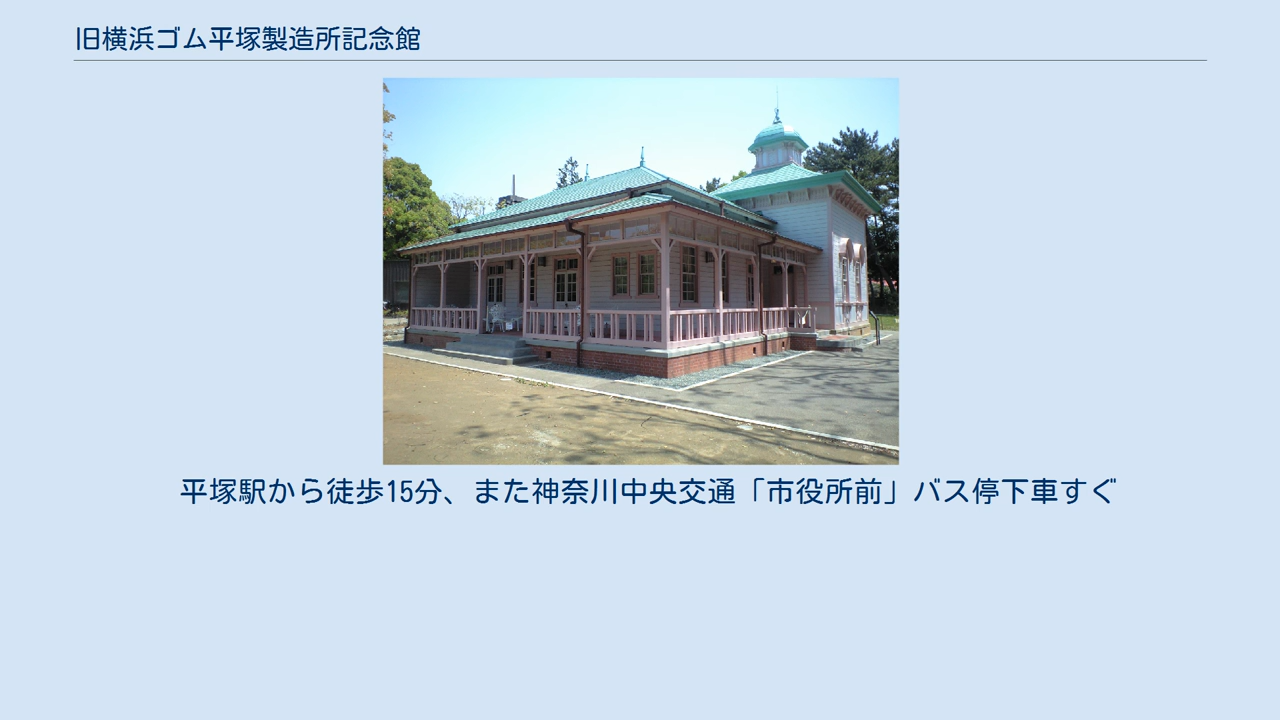 旧横浜ゴム平塚製造所記念館
平塚駅から徒歩15分、また神奈川中央交通「市役所前」バス停下車すぐ